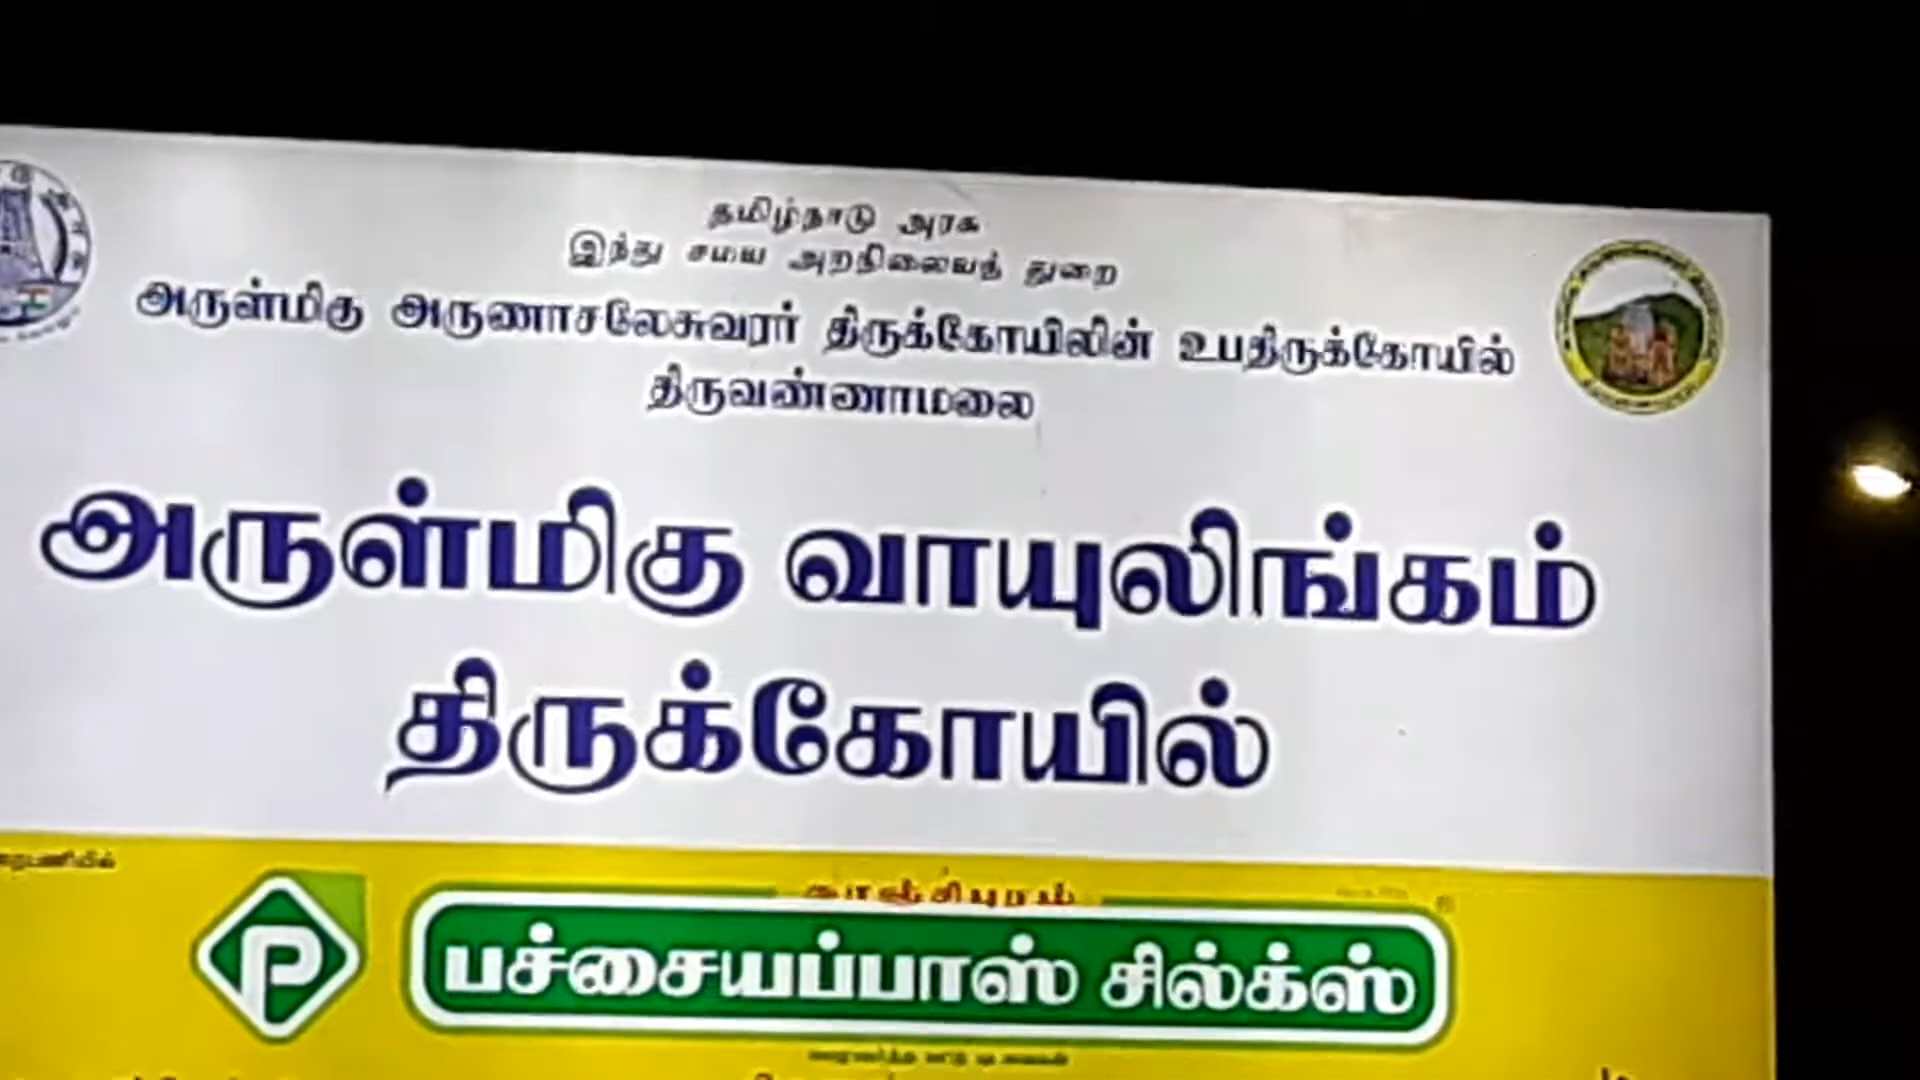 தமிழ்நாடு அரசு
இந்து சமய அறநிலையத் துறை
அருள்மிகு அருணாசலேசுவரர் திருக்கோயிலின் உபதிருக்கோயில்
திருவண்ணாமலை
அருள்மிகு வாயுலிங்கம்
திருக்கோயில்
காஞ்சிபுரம்
P பச்சையப்பாஸ் சில்க்ஸ்